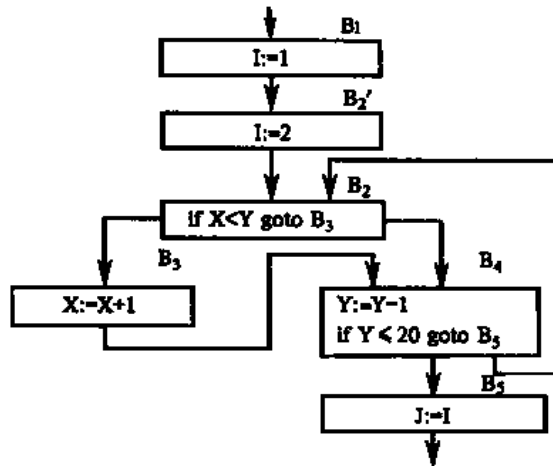 B₁
I:=1
B₂′
I:=2
B₂
if X<Y goto B₃
B₃
B₄
X:=X+1
Y:=Y−1
if Y⩽20 goto B₅
B₅
J:=I